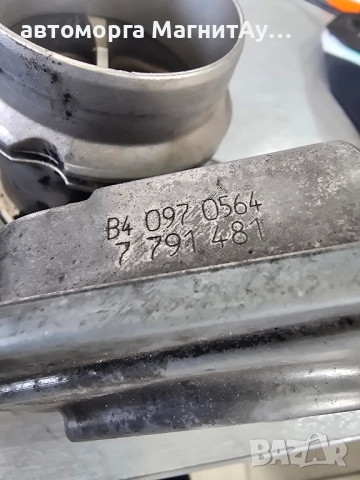 автоморга МагнитАу...
B4 097 0564
7 791 481
BAZAR